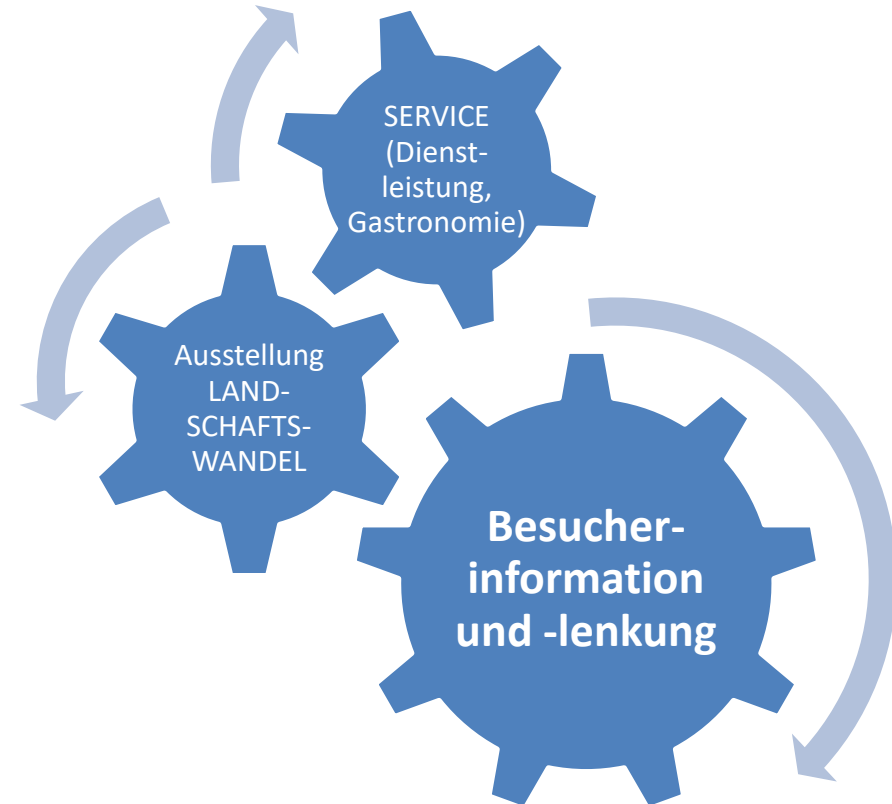 SERVICE
(Dienst-
leistung,
Gastronomie)
Ausstellung
LAND-
SCHAFTS-
WANDEL
Besucher-
information
und -lenkung